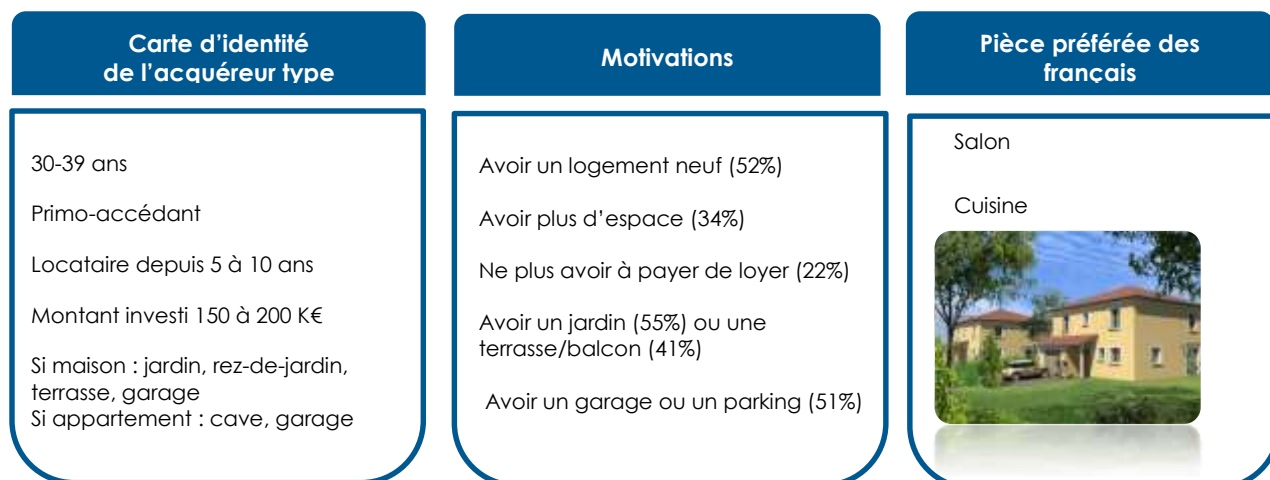 Carte d'identité
de l'acquéreur type
30-39 ans
Primo-accédant
Locataire depuis 5 à 10 ans
Montant investi 150 à 200 K€
Si maison : jardin, rez-de-jardin,
terrasse, garage
Si appartement : cave, garage
Motivations
Avoir un logement neuf (52%)
Avoir plus d'espace (34%)
Ne plus avoir à payer de loyer (22%)
Avoir un jardin (55%) ou une
terrasse/balcon (41%)
Avoir un garage ou un parking (51%)
Pièce préférée des
français
Salon
Cuisine